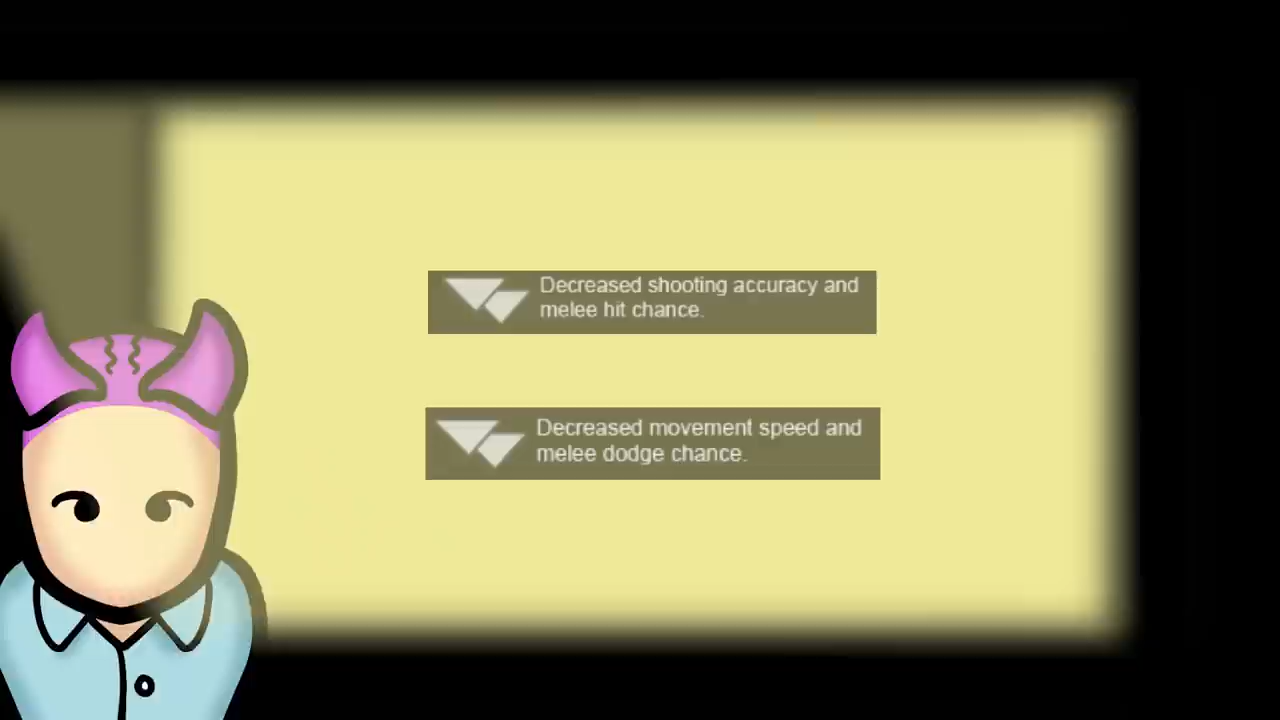 Decreased shooting accuracy and
melee hit chance.
Decreased movement speed and
melee dodge chance.